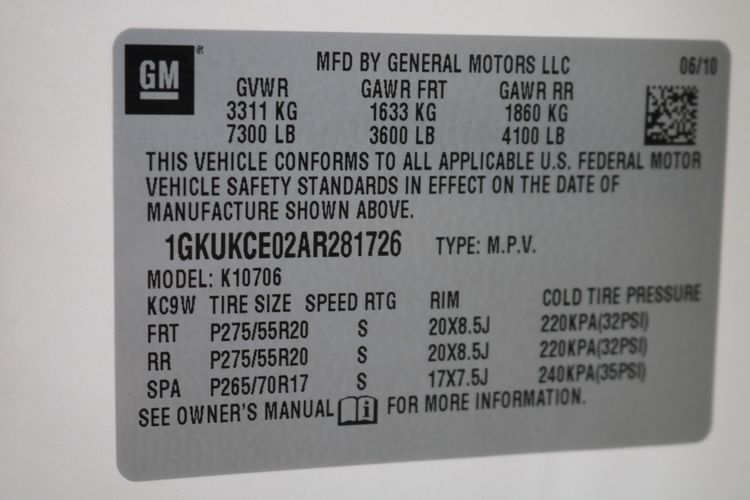 GM ®
MFD BY GENERAL MOTORS LLC 06/10
GVWR GAWR FRT GAWR RR
3311 KG 1633 KG 1860 KG
7300 LB 3600 LB 4100 LB
THIS VEHICLE CONFORMS TO ALL APPLICABLE U.S. FEDERAL MOTOR
VEHICLE SAFETY STANDARDS IN EFFECT ON THE DATE OF
MANUFACTURE SHOWN ABOVE.
1GKUKCE02AR281726 TYPE: M.P.V.
MODEL: K10706
KC9W TIRE SIZE SPEED RTG RIM COLD TIRE PRESSURE
FRT P275/55R20 S 20X8.5J 220KPA(32PSI)
RR P275/55R20 S 20X8.5J 220KPA(32PSI)
SPA P265/70R17 S 17X7.5J 240KPA(35PSI)
SEE OWNER'S MANUAL i FOR MORE INFORMATION.